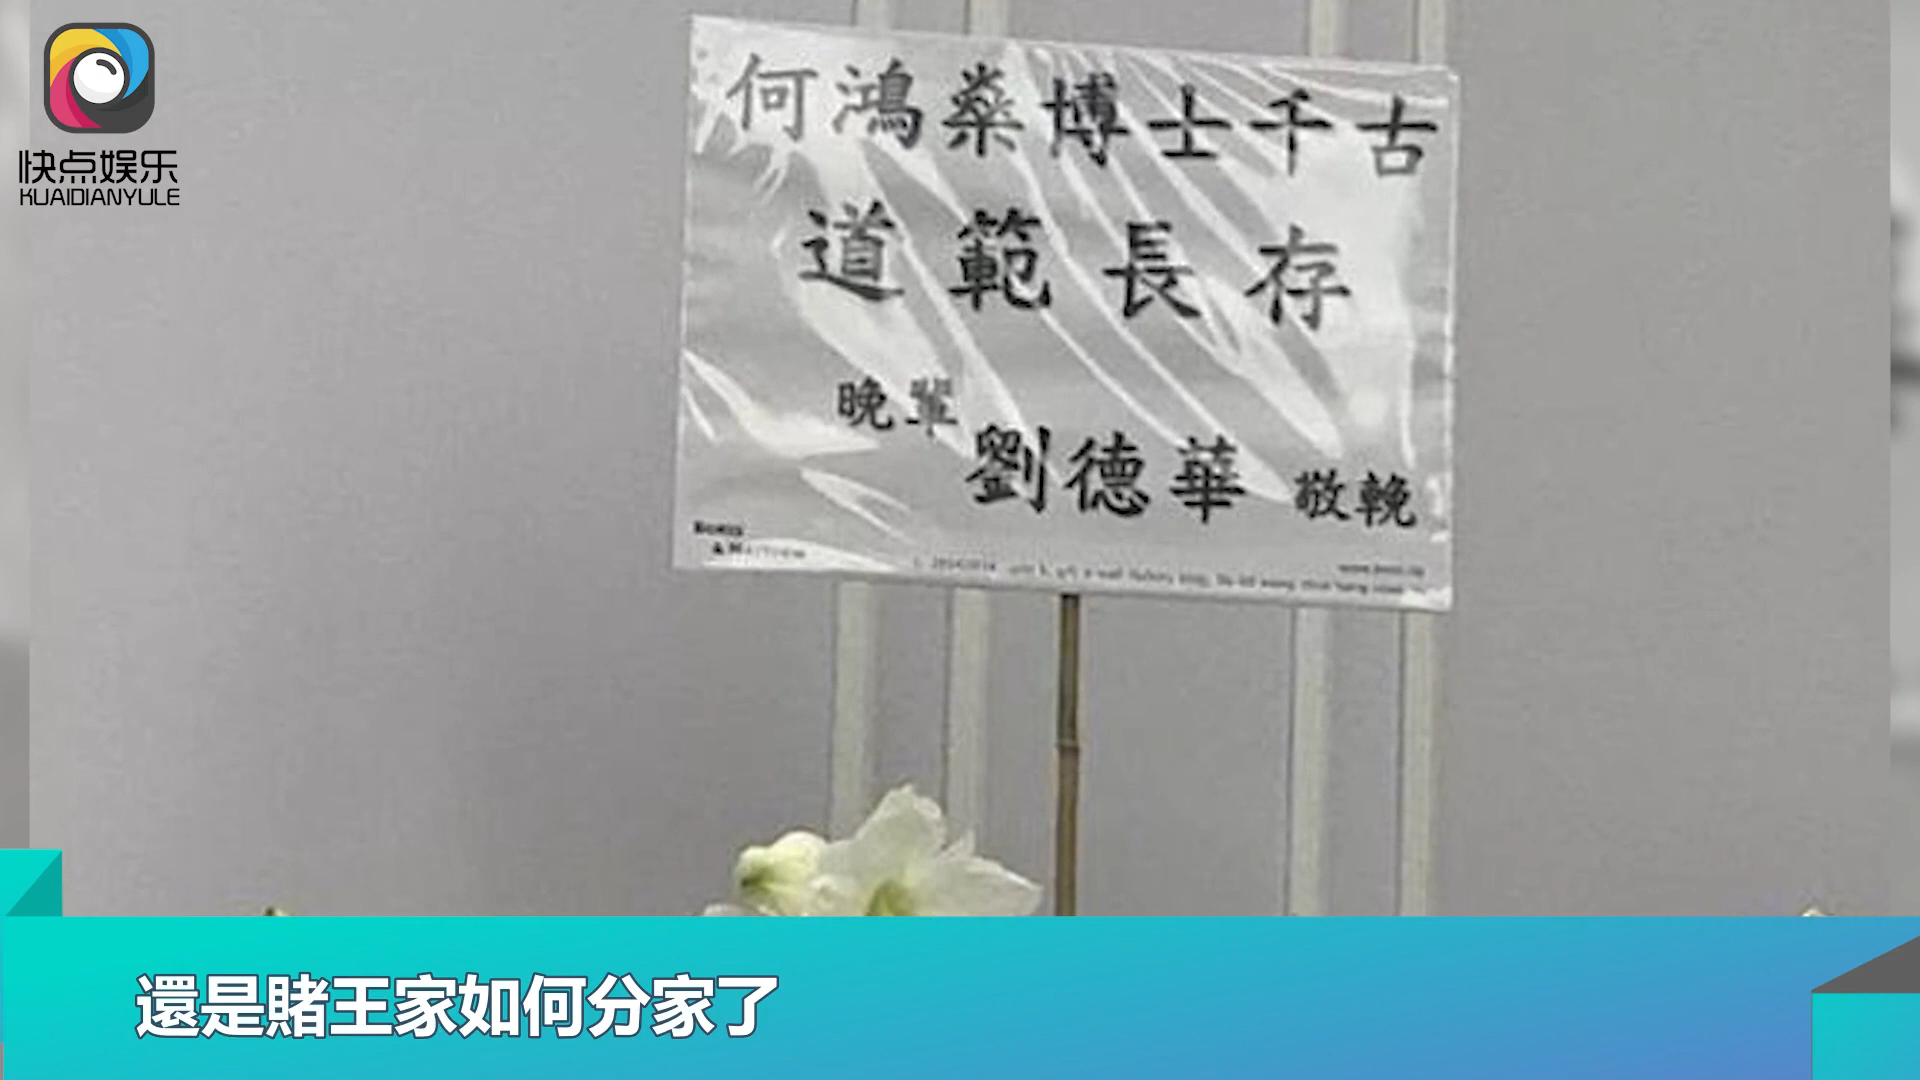 快点娱乐
KUAIDIANYULE
何鴻燊博士千古
道範長存
晚輩
劉德華 敬輓
還是賭王家如何分家了